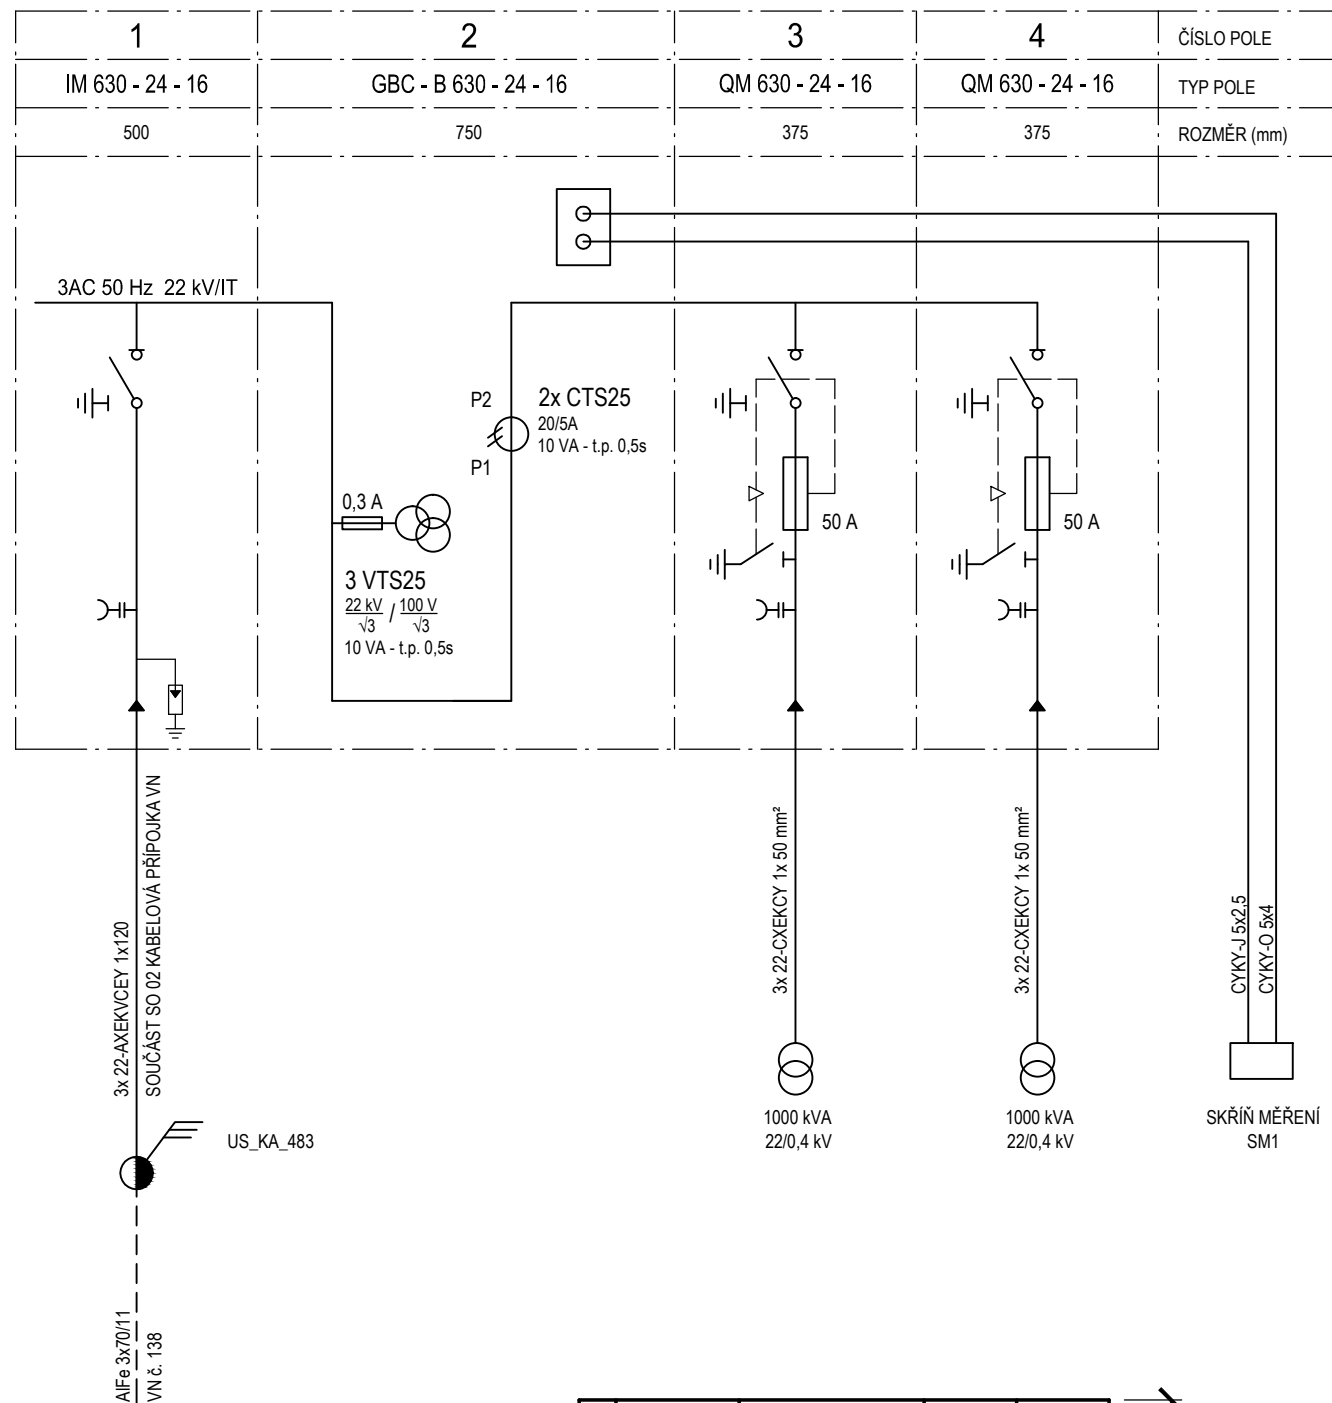 1 2 3 4 ČÍSLO POLE
IM 630 - 24 - 16 GBC - B 630 - 24 - 16 QM 630 - 24 - 16 QM 630 - 24 - 16 TYP POLE
500 750 375 375 ROZMĚR (mm)
3AC 50 Hz 22 kV/IT
P2
P1
2x CTS25
20/5A
10 VA - t.p. 0,5s
0,3 A
3 VTS25
22 kV/√3 / 100 V/√3
10 VA - t.p. 0,5s
50 A
50 A
3x 22-AXEKVCEY 1x120
SOUČÁST SO 02 KABELOVÁ PŘÍPOJKA VN
3x 22-CXEKCY 1x 50 mm²
3x 22-CXEKCY 1x 50 mm²
CYKY-J 5x2,5
CYKY-O 5x4
1000 kVA
22/0,4 kV
1000 kVA
22/0,4 kV
SKŘÍŇ MĚŘENÍ
SM1
US_KA_483
AlFe 3x70/11
VN č. 138